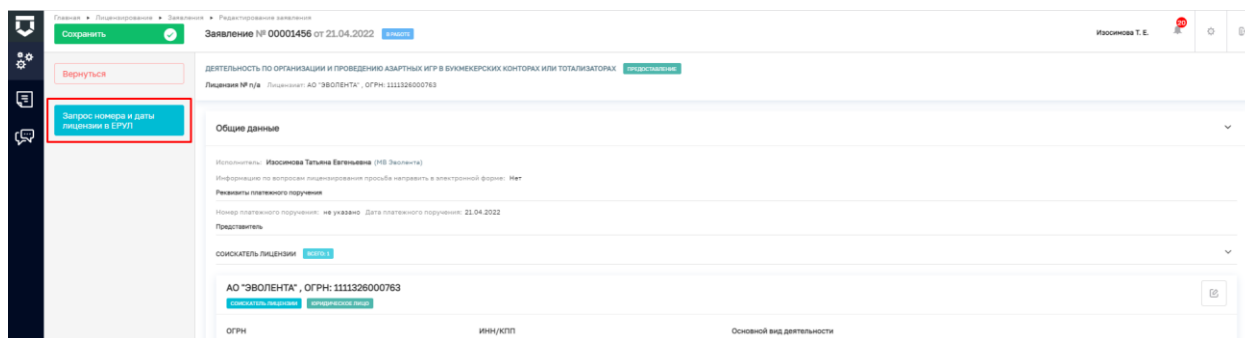 Главная ▸ Лицензирование ▸ Заявления ▸ Редактирование заявления
Сохранить
Заявление № 00001456 от 21.04.2022 В РАБОТЕ
Изосимова Т. Е.
20
Вернуться
ДЕЯТЕЛЬНОСТЬ ПО ОРГАНИЗАЦИИ И ПРОВЕДЕНИЮ АЗАРТНЫХ ИГР В БУКМЕКЕРСКИХ КОНТОРАХ ИЛИ ТОТАЛИЗАТОРАХ ПРЕДОСТАВЛЕНИЕ
Лицензия № n/a Лицензиат: АО "ЭВОЛЕНТА" , ОГРН: 1111326000763
Запрос номера и даты
лицензии в ЕРУЛ
Общие данные
Исполнитель: Изосимова Татьяна Евгеньевна (МВ Эволента)
Информацию по вопросам лицензирования просьба направить в электронной форме: Нет
Реквизиты платежного поручения
Номер платежного поручения: не указано Дата платежного поручения: 21.04.2022
Представитель
СОИСКАТЕЛЬ ЛИЦЕНЗИИ ВСЕГО: 1
АО "ЭВОЛЕНТА" , ОГРН: 1111326000763
СОИСКАТЕЛЬ ЛИЦЕНЗИИ ЮРИДИЧЕСКОЕ ЛИЦО
ОГРН ИНН/КПП Основной вид деятельности